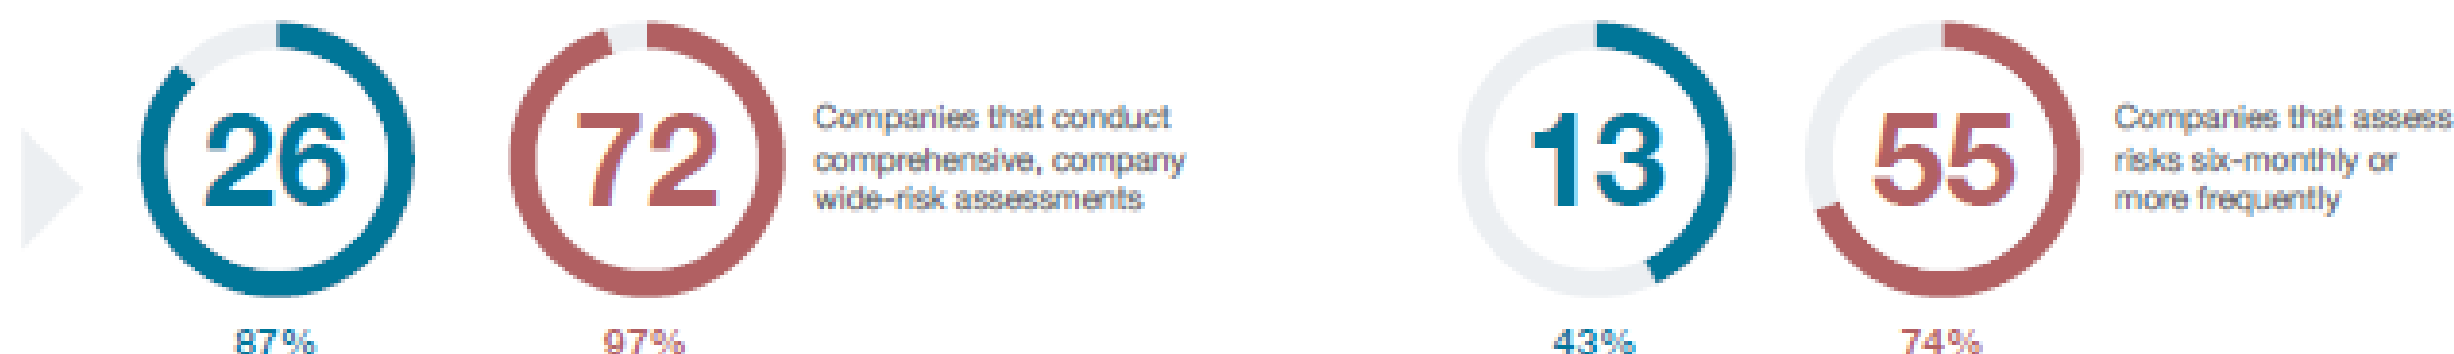 26
87%
72
97%
Companies that conduct
comprehensive, company
wide-risk assessments
13
43%
55
74%
Companies that assess
risks six-monthly or
more frequently